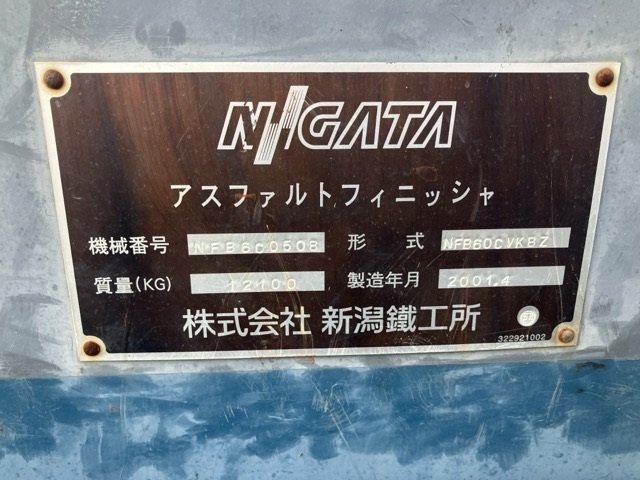 NIIGATA
アスファルトフィニッシャ
機械番号 NFB6C0508 形式 NFB60CVKBZ
質量(KG) 12100 製造年月 2001.4
株式会社 新潟鐵工所
322921002